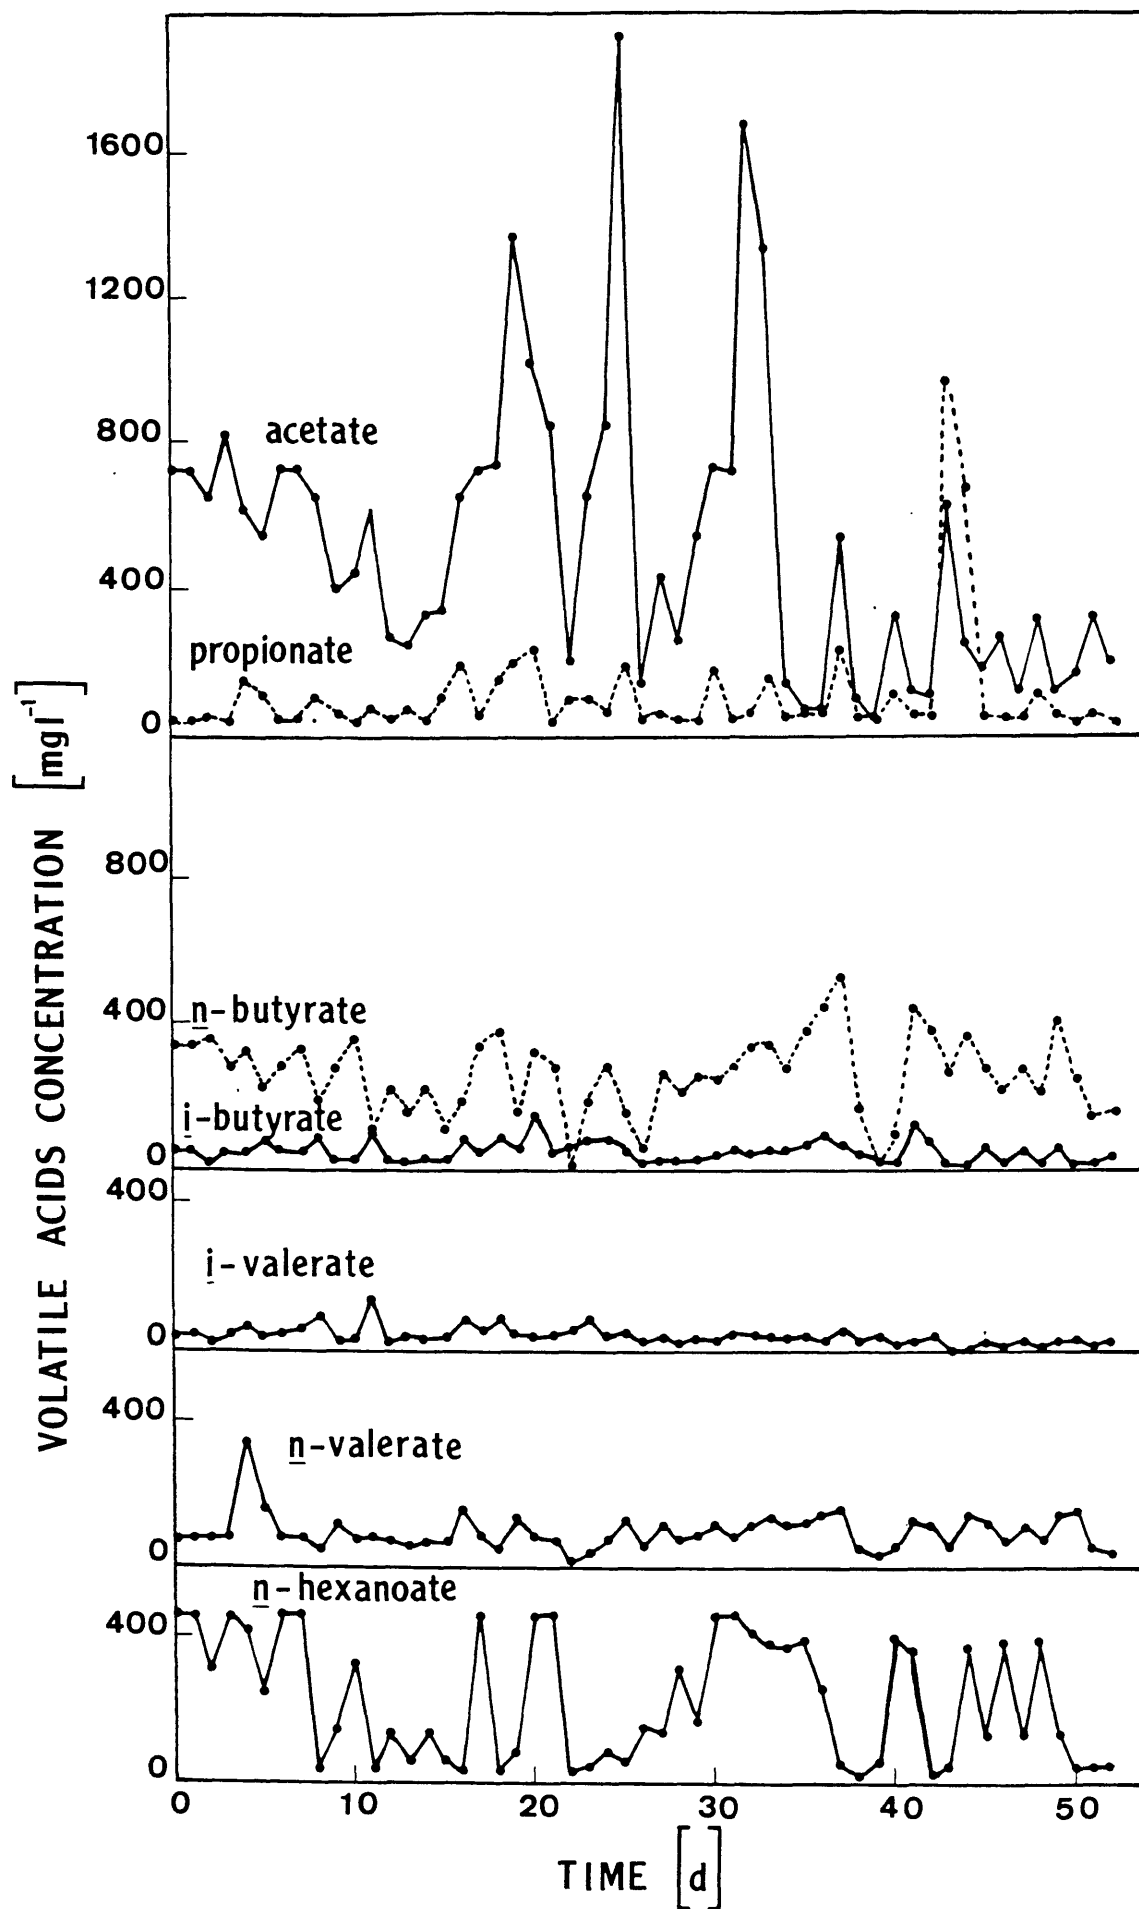 1600
1200
800
acetate
400
propionate
0
800
n-butyrate
400
i-butyrate
0
400
i-valerate
0
400
n-valerate
0
n-hexanoate
400
0
0 10 20 30 40 50
TIME [d]
VOLATILE ACIDS CONCENTRATION [mgl⁻¹]